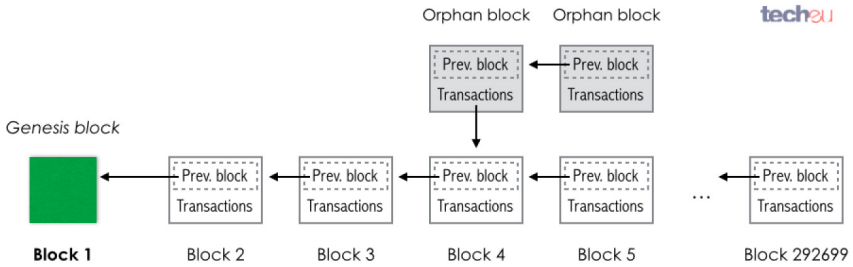 Orphan block Orphan block techeu
Prev. block Prev. block
Transactions Transactions
Genesis block
Prev. block Prev. block Prev. block Prev. block Prev. block
Transactions Transactions Transactions Transactions ... Transactions
Block 1 Block 2 Block 3 Block 4 Block 5 Block 292699